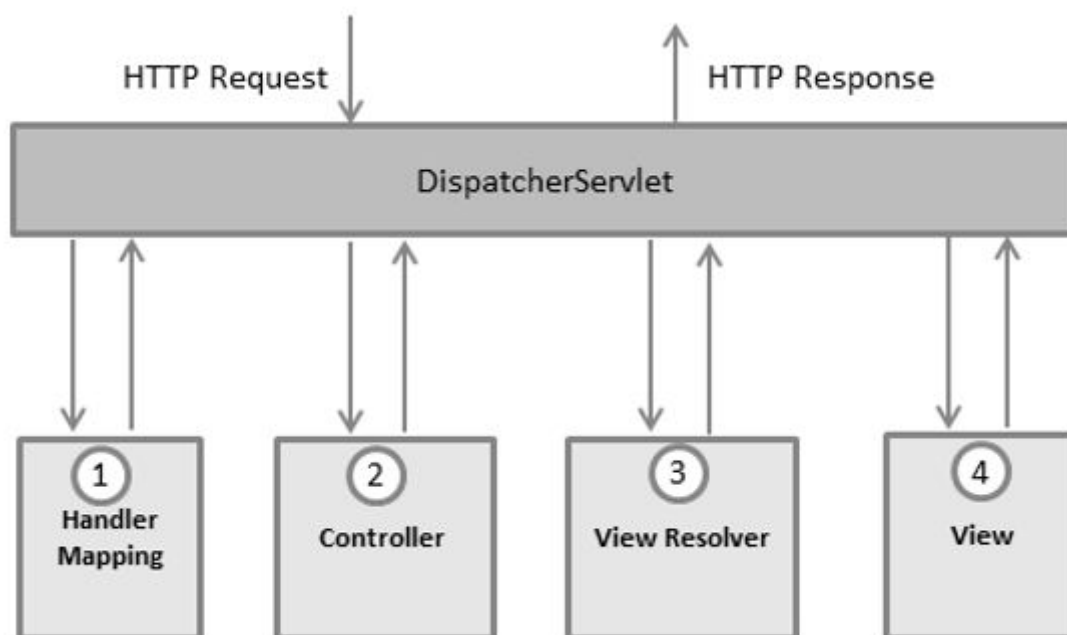 HTTP Request
HTTP Response
DispatcherServlet
1
Handler
Mapping
2
Controller
3
View Resolver
4
View